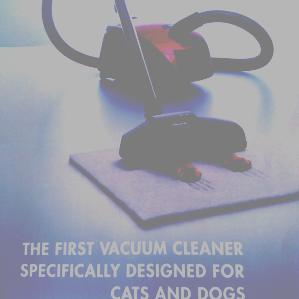 THE FIRST VACUUM CLEANER
SPECIFICALLY DESIGNED FOR
CATS AND DOGS